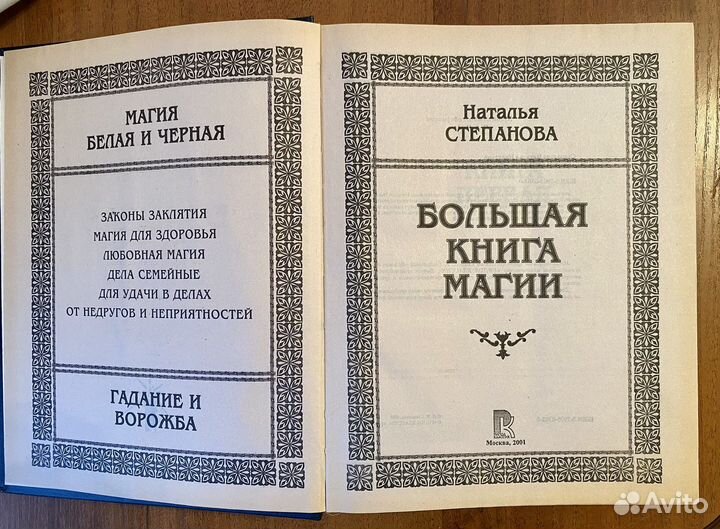 МАГИЯ
БЕЛАЯ И ЧЕРНАЯ
ЗАКОНЫ ЗАКЛЯТИЯ
МАГИЯ ДЛЯ ЗДОРОВЬЯ
ЛЮБОВНАЯ МАГИЯ
ДЕЛА СЕМЕЙНЫЕ
ДЛЯ УДАЧИ В ДЕЛАХ
ОТ НЕДРУГОВ И НЕПРИЯТНОСТЕЙ
ГАДАНИЕ И
ВОРОЖБА
Наталья
СТЕПАНОВА
БОЛЬШАЯ
КНИГА
МАГИИ
Москва, 2001
Avito